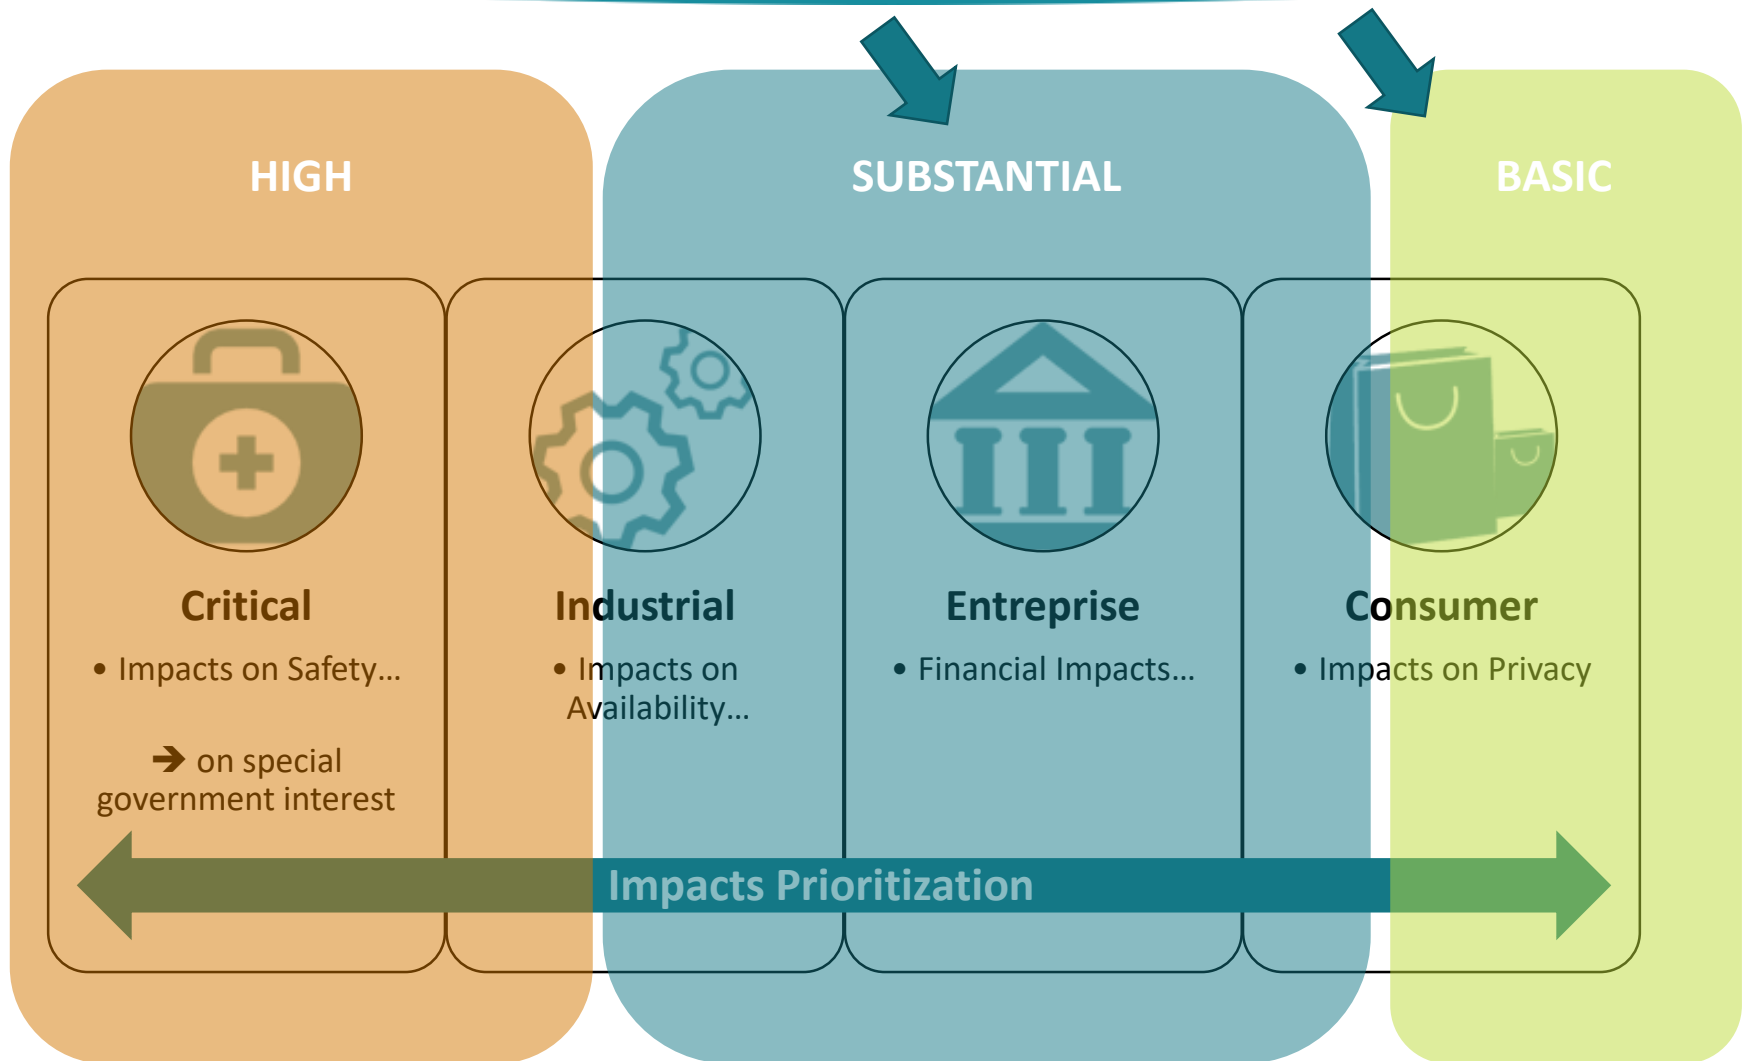 HIGH
SUBSTANTIAL
BASIC
Critical
• Impacts on Safety...
➔ on special
government interest
Industrial
• Impacts on
Availability...
Entreprise
• Financial Impacts...
Consumer
• Impacts on Privacy
Impacts Prioritization